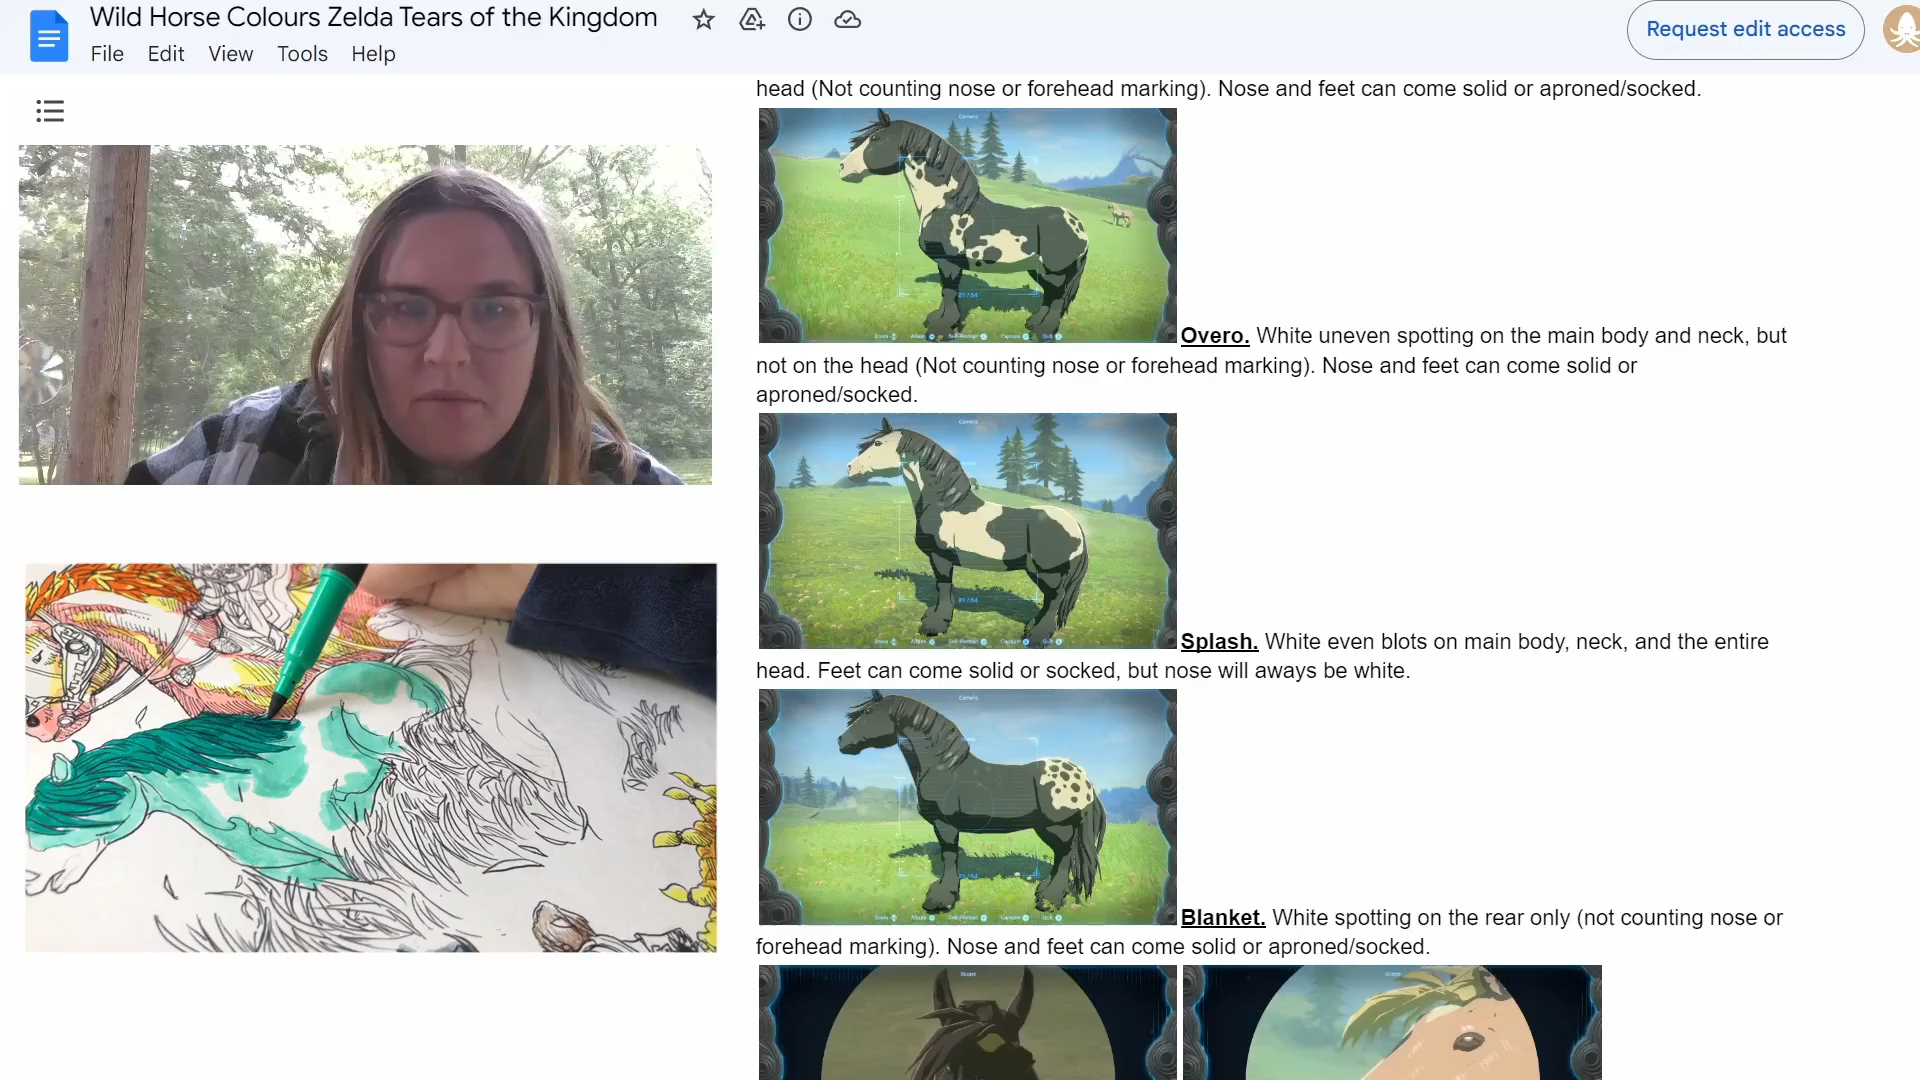 Wild Horse Colours Zelda Tears of the Kingdom
Request edit access
File Edit View Tools Help
head (Not counting nose or forehead marking). Nose and feet can come solid or aproned/socked.
Camera
Overo. White uneven spotting on the main body and neck, but
not on the head (Not counting nose or forehead marking). Nose and feet can come solid or
aproned/socked.
Camera
Splash. White even blots on main body, neck, and the entire
head. Feet can come solid or socked, but nose will aways be white.
Camera
Blanket. White spotting on the rear only (not counting nose or
forehead marking). Nose and feet can come solid or aproned/socked.
Scope
Scope